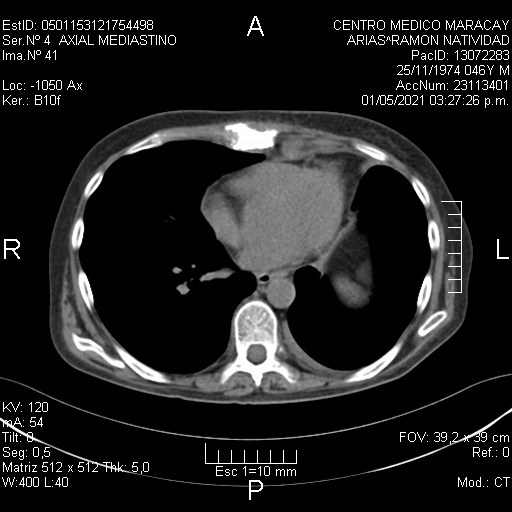 EstID: 0501153121754498
Ser.Nº 4 AXIAL MEDIASTINO
Ima.Nº 41
Loc: -1050 Ax
Ker.: B10f
A
CENTRO MEDICO MARACAY
ARIAS^RAMON NATIVIDAD
PacID: 13072283
25/11/1974 046Y M
AccNum: 23113401
01/05/2021 03:27:26 p.m.
R
L
KV: 120
mA: 54
Tilt: 0
Seg: 0,5
Matriz 512 x 512 Thk: 5,0
W:400 L:40
Esc 1=10 mm
P
FOV: 39,2 x 39 cm
Ref.: 0
Mod.: CT